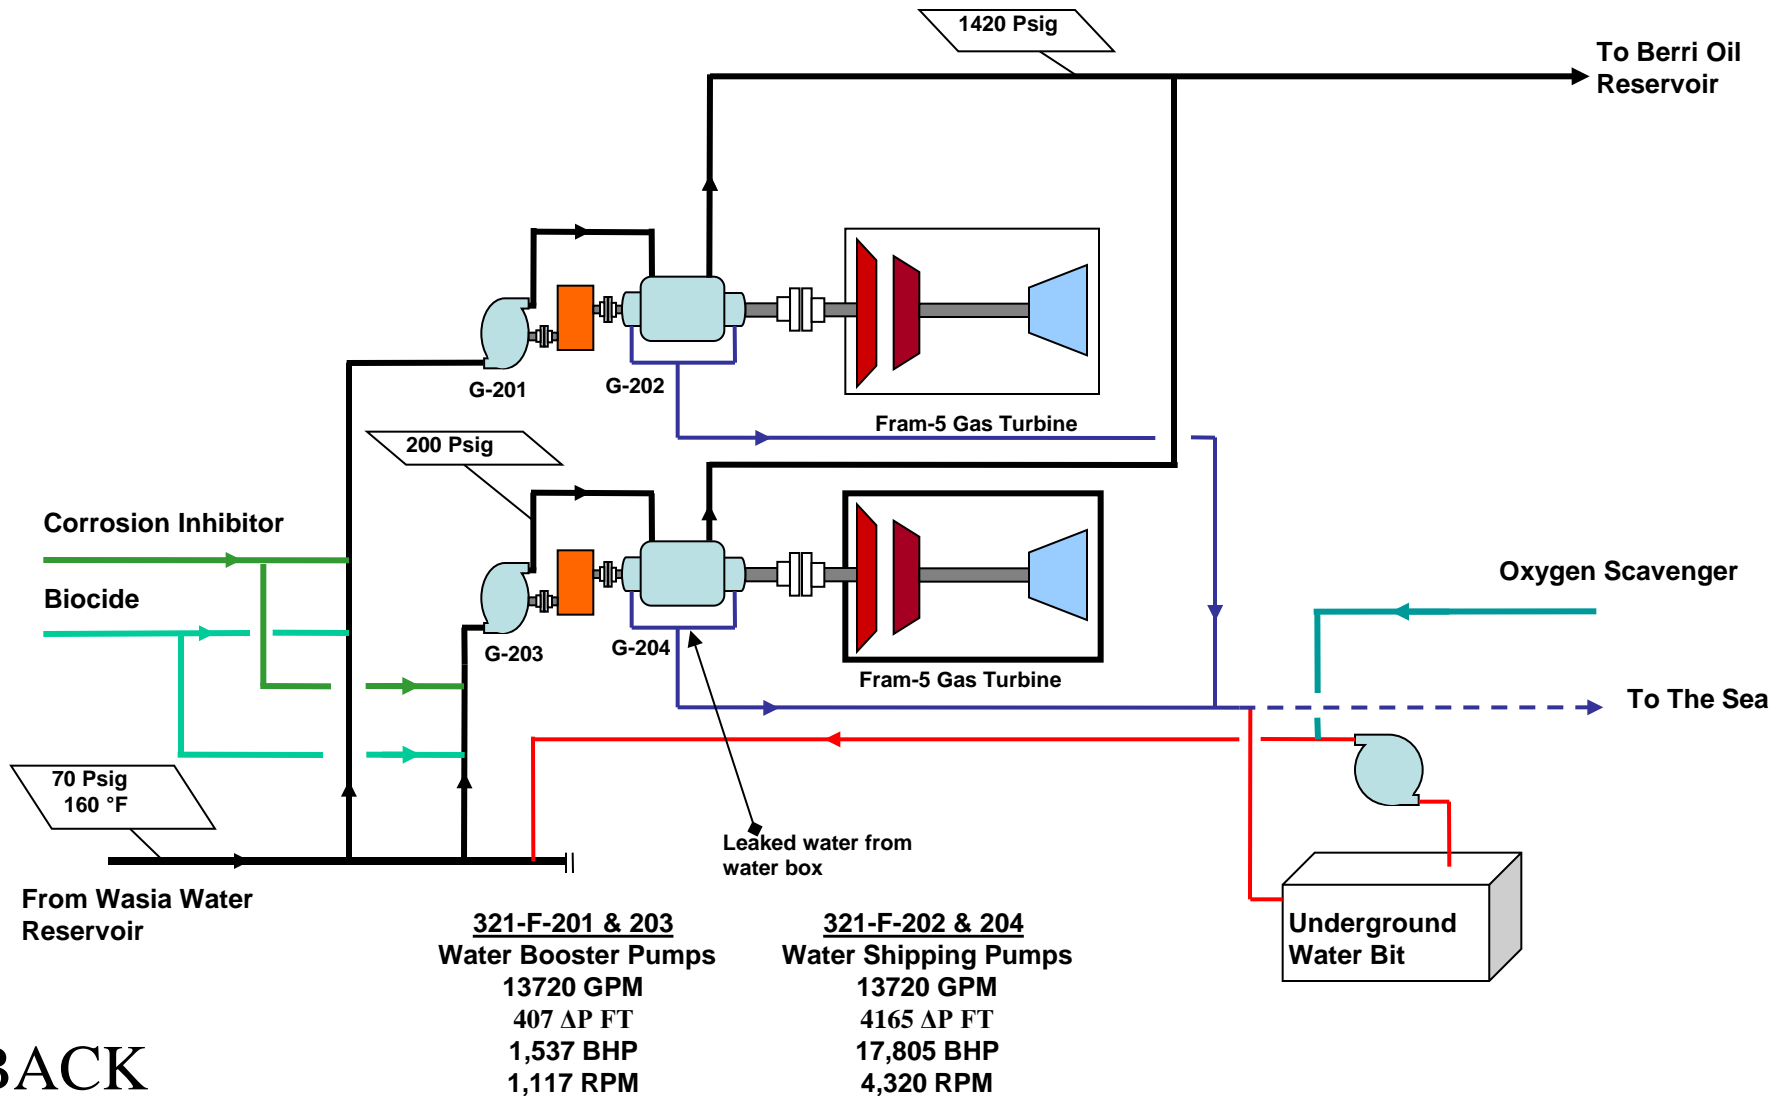 1420 Psig
To Berri Oil
Reservoir
G-201
G-202
Fram-5 Gas Turbine
200 Psig
Corrosion Inhibitor
Biocide
Oxygen Scavenger
G-203
G-204
Fram-5 Gas Turbine
To The Sea
70 Psig
160 °F
Leaked water from
water box
From Wasia Water
Reservoir
Underground
Water Bit
321-F-201 & 203
Water Booster Pumps
13720 GPM
407 ΔP FT
1,537 BHP
1,117 RPM
321-F-202 & 204
Water Shipping Pumps
13720 GPM
4165 ΔP FT
17,805 BHP
4,320 RPM
BACK